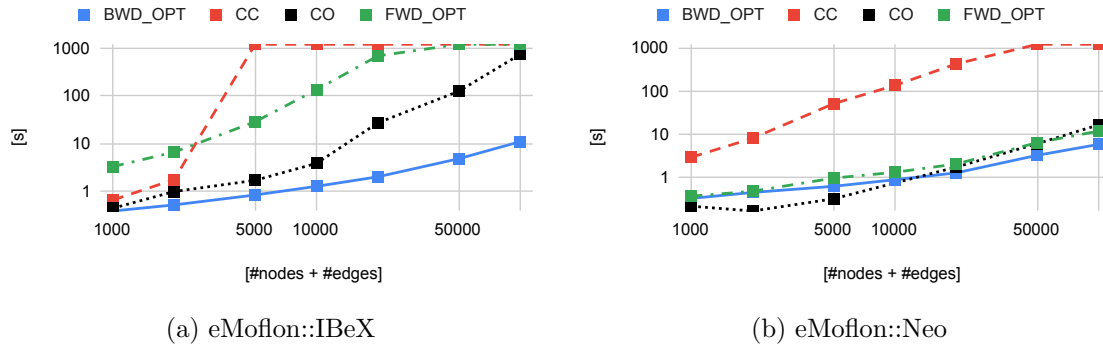 BWD_OPT CC CO FWD_OPT
1000
100
10
1
[s]
1000 5000 10000 50000
[#nodes + #edges]
(a) eMoflon::IBeX
BWD_OPT CC CO FWD_OPT
1000
100
10
1
[s]
1000 5000 10000 50000
[#nodes + #edges]
(b) eMoflon::Neo